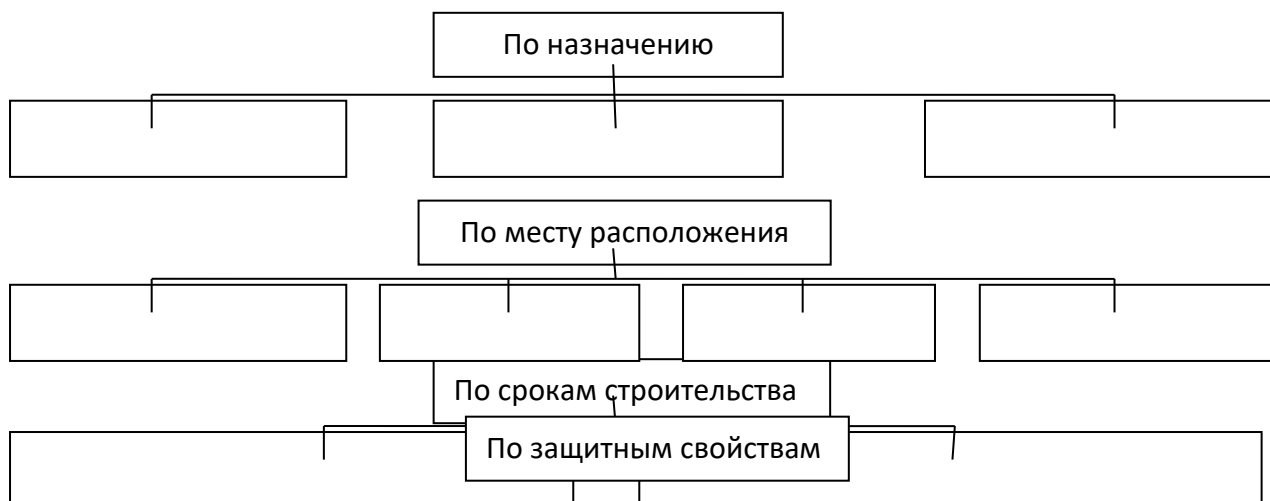 По назначению
По месту расположения
По срокам строительства
По защитным свойствам